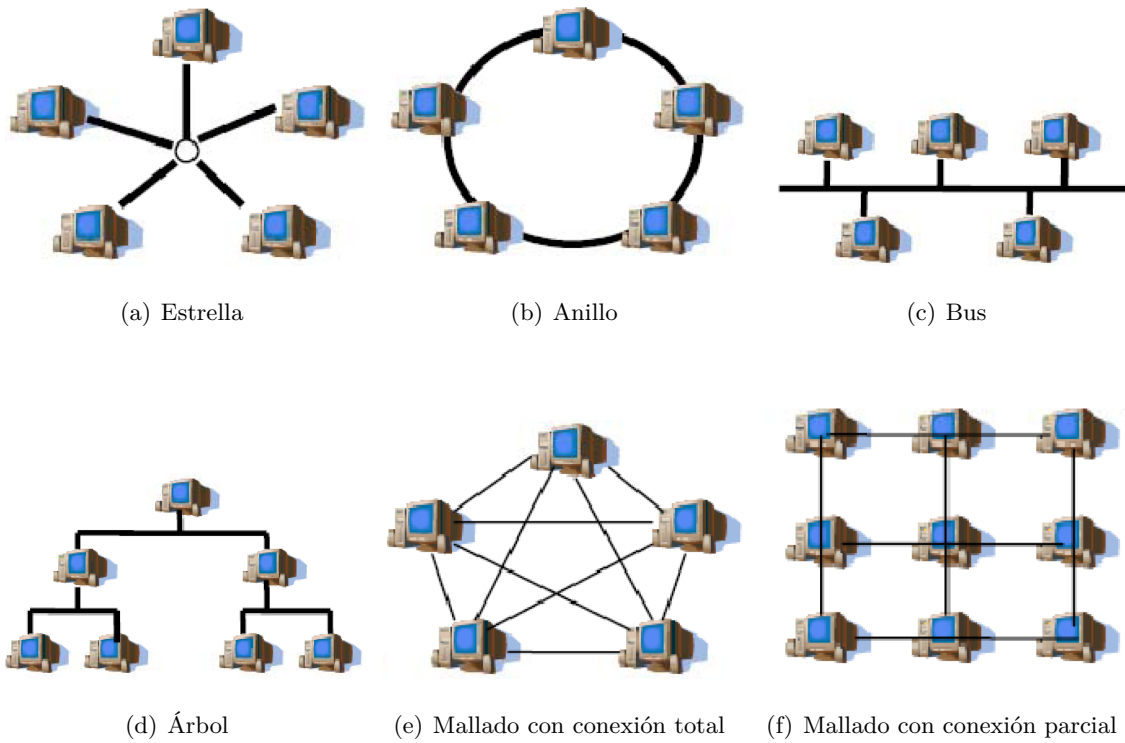 (a) Estrella
(b) Anillo
(c) Bus
(d) Árbol
(e) Mallado con conexión total
(f) Mallado con conexión parcial